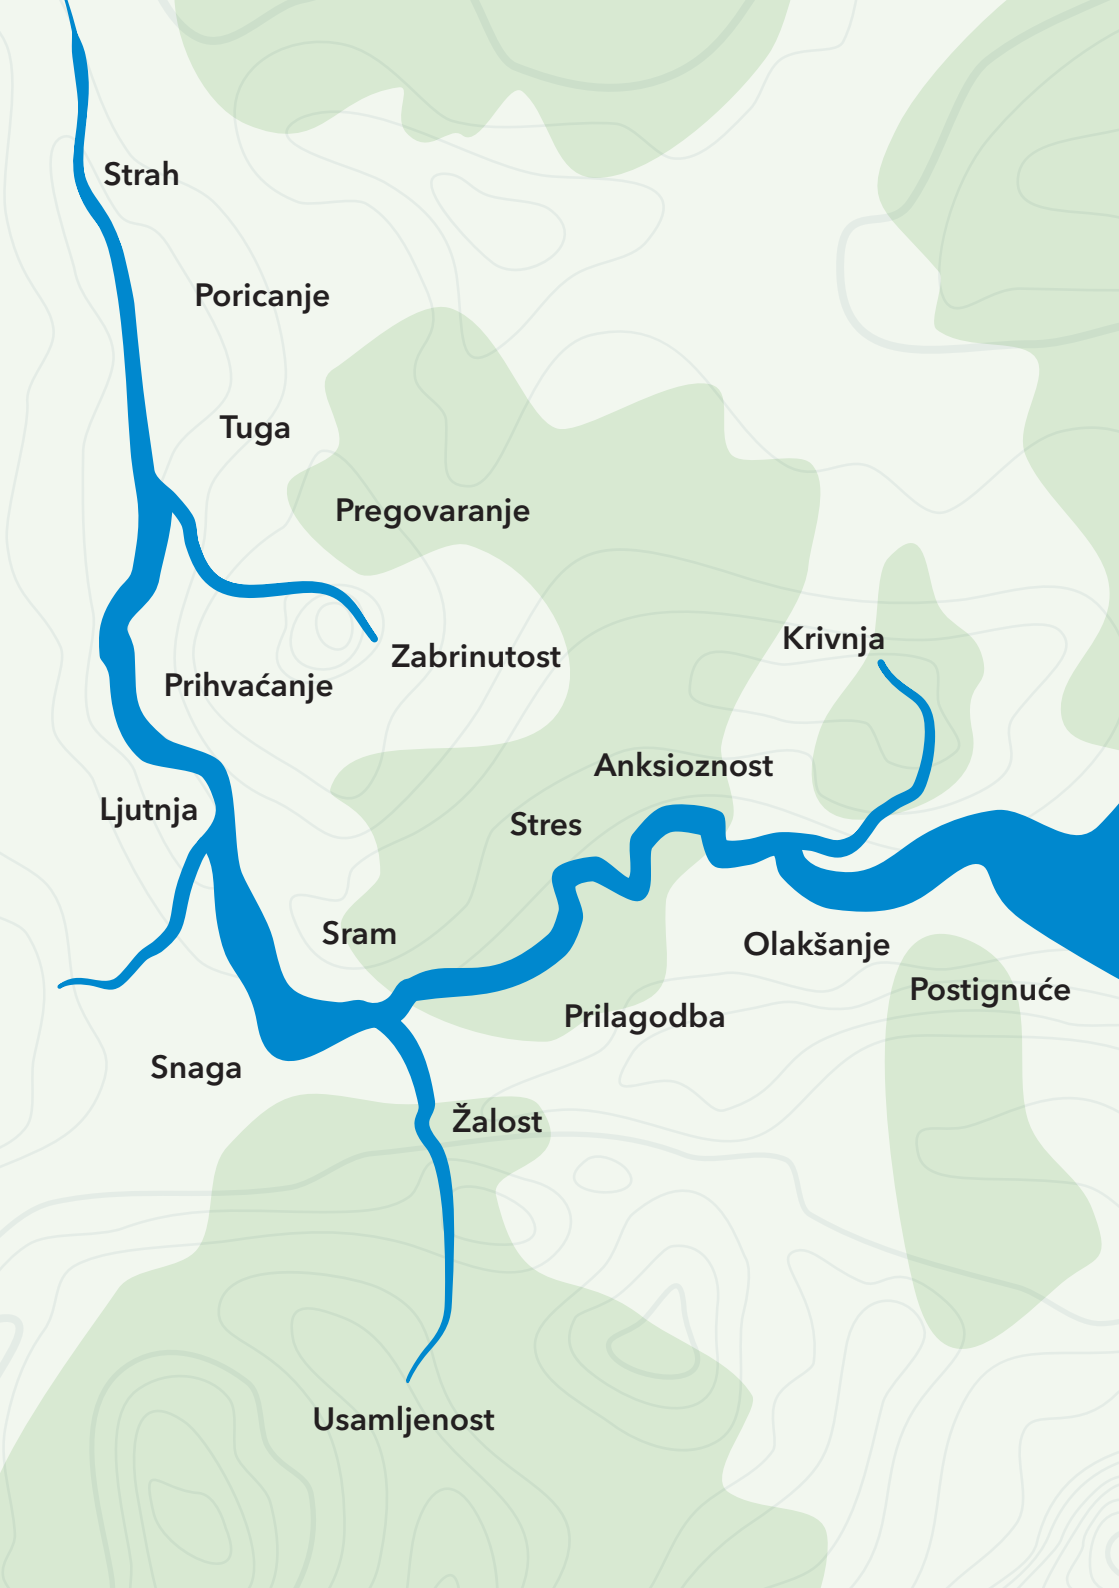 Strah
Poricanje
Tuga
Pregovaranje
Krivnja
Zabrinutost
Prihvaćanje
Anksioznost
Ljutnja
Stres
Sram
Olakšanje
Postignuće
Prilagodba
Snaga
Žalost
Usamljenost